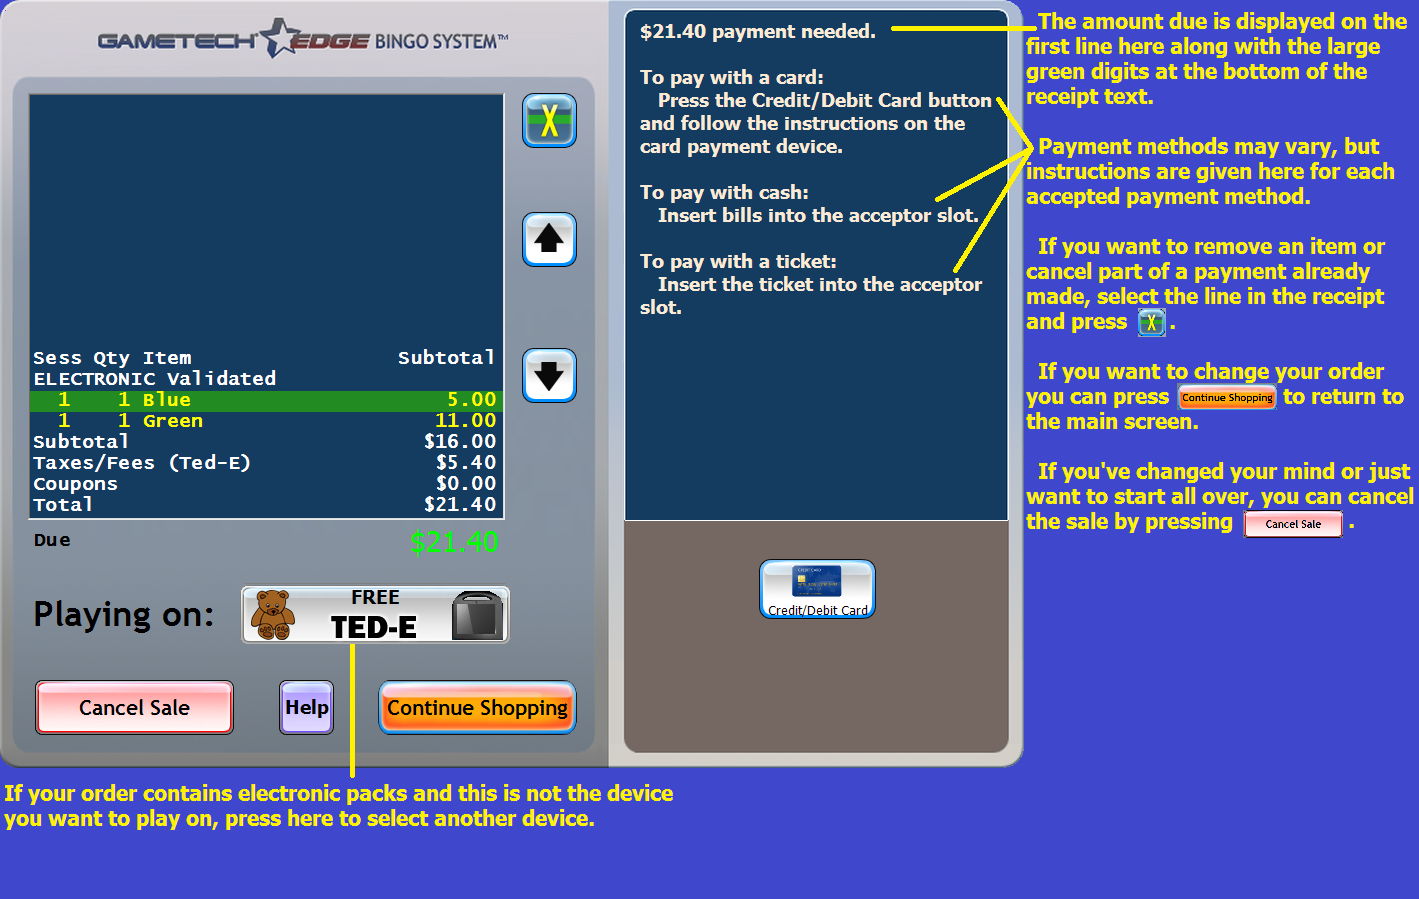 GAMETECH EDGE BINGO SYSTEM™
Sess Qty Item Subtotal
ELECTRONIC Validated
1 1 Blue 5.00
1 1 Green 11.00
Subtotal $16.00
Taxes/Fees (Ted-E) $5.40
Coupons $0.00
Total $21.40
Due $21.40
Playing on:
FREE
TED-E
Cancel Sale
Help
Continue Shopping
X
$21.40 payment needed.
To pay with a card:
Press the Credit/Debit Card button
and follow the instructions on the
card payment device.
To pay with cash:
Insert bills into the acceptor slot.
To pay with a ticket:
Insert the ticket into the acceptor
slot.
CREDIT CARD
Credit/Debit Card
The amount due is displayed on the
first line here along with the large
green digits at the bottom of the
receipt text.
Payment methods may vary, but
instructions are given here for each
accepted payment method.
If you want to remove an item or
cancel part of a payment already
made, select the line in the receipt
and press X .
If you want to change your order
you can press Continue Shopping to return to
the main screen.
If you've changed your mind or just
want to start all over, you can cancel
the sale by pressing Cancel Sale .
If your order contains electronic packs and this is not the device
you want to play on, press here to select another device.